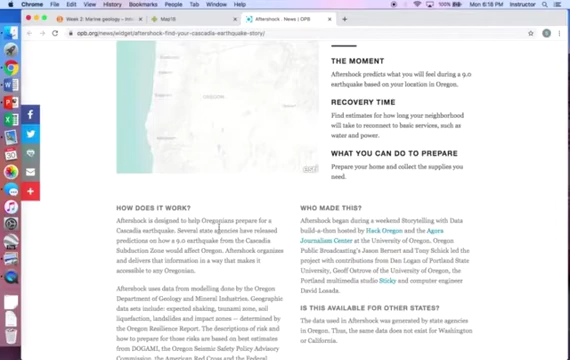 Chrome File Edit View History Bookmarks People Tab Window Help
100%
Mon 6:18 PM Instructor
Week 2: Marine geology – Intro
Map16
Aftershock . News | OPB
opb.org/news/widget/aftershock-find-your-cascadia-earthquake-story/
THE MOMENT
Aftershock predicts what you will feel during a 9.0
earthquake based on your location in Oregon.
RECOVERY TIME
Find estimates for how long your neighborhood
will take to reconnect to basic services, such as
water and power.
WHAT YOU CAN DO TO PREPARE
Prepare your home and collect the supplies you
need.
OREGON
HOW DOES IT WORK?
Aftershock is designed to help Oregonians prepare for a
Cascadia earthquake. Several state agencies have released
predictions on how a 9.0 earthquake from the Cascadia
Subduction Zone would affect Oregon. Aftershock organizes
and delivers that information in a way that makes it
accessible to any Oregonian.
Aftershock uses data from modelling done by the Oregon
Department of Geology and Mineral Industries. Geographic
data sets include: expected shaking, tsunami zone, soil
liquefaction, landslides and impact zones — determined by
the Oregon Resilience Report. The descriptions of risk and
how to prepare for those risks are based on best estimates
from DOGAMI, the Oregon Seismic Safety Policy Advisory
Commission, the American Red Cross and the Federal
WHO MADE THIS?
Aftershock began during a weekend Storytelling with Data
build-a-thon hosted by Hack Oregon and the Agora
Journalism Center at the University of Oregon. Oregon
Public Broadcasting's Jason Bernert and Tony Schick led the
project with contributions from Dan Logan of Portland State
University, Geoff Ostrove of the University of Oregon, the
Portland multimedia studio Sticky and computer engineer
David Losada.
IS THIS AVAILABLE FOR OTHER STATES?
The data used in Aftershock was generated by state agencies
in Oregon. Thus, the same data does not exist for Washington
or California.